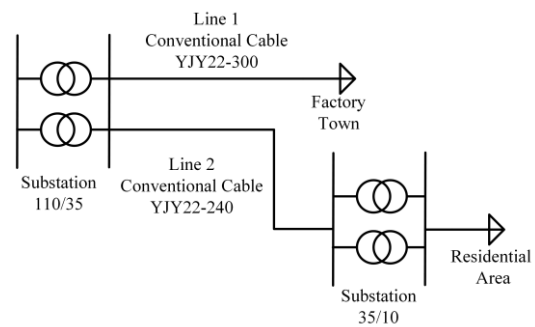 Line 1
Conventional Cable
YJY22-300
Factory
Town
Line 2
Conventional Cable
YJY22-240
Substation
110/35
Residential
Area
Substation
35/10